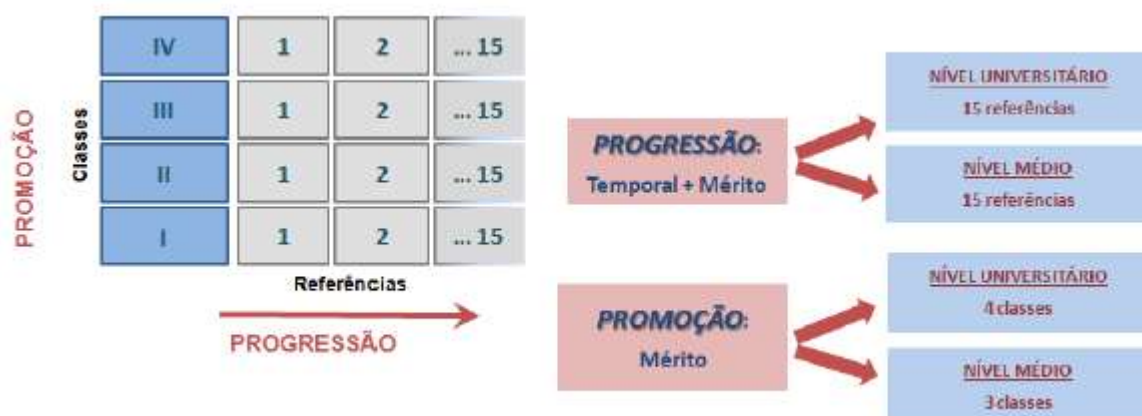 PROMOÇÃO
Classes
IV 1 2 ... 15
III 1 2 ... 15
II 1 2 ... 15
I 1 2 ... 15
Referências
PROGRESSÃO
PROGRESSÃO:
Temporal + Mérito
NÍVEL UNIVERSITÁRIO
15 referências
NÍVEL MÉDIO
15 referências
PROMOÇÃO:
Mérito
NÍVEL UNIVERSITÁRIO
4 classes
NÍVEL MÉDIO
3 classes